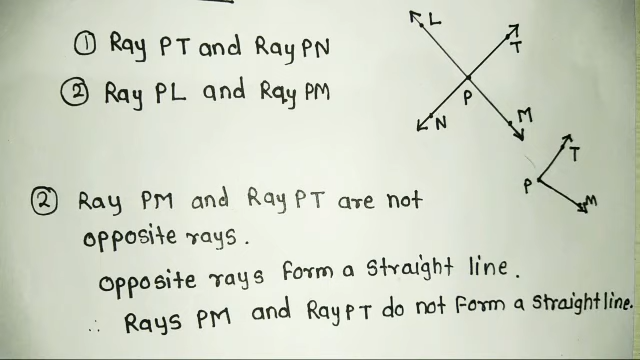 ① Ray PT and Ray PN
② Ray PL and Ray PM
L
T
P
N
M
T
P
M
② Ray PM and Ray PT are not
opposite rays.
opposite rays form a straight line.
∴ Rays PM and Ray PT do not form a straight line.